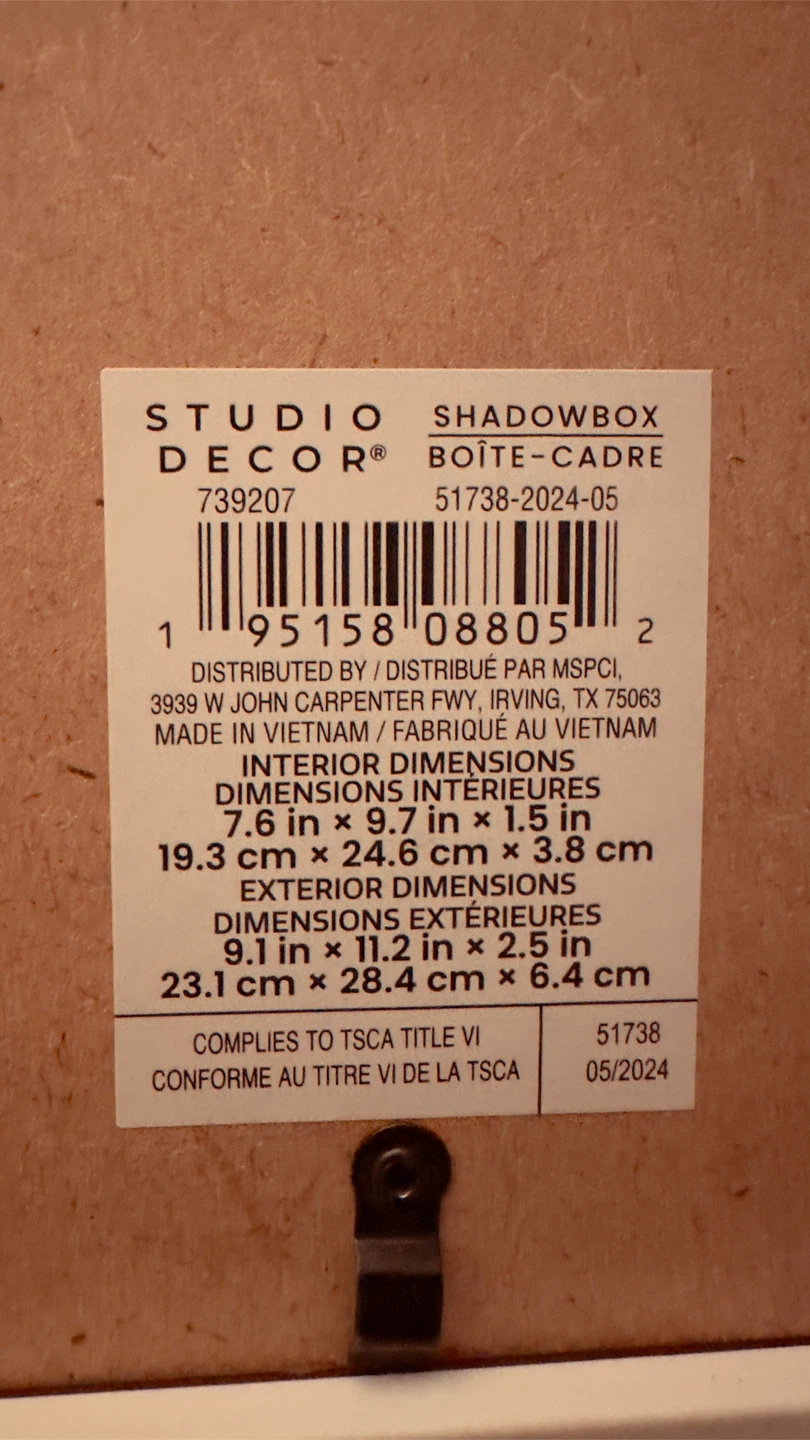 STUDIO
DECOR®
SHADOWBOX
BOÎTE-CADRE
739207
51738-2024-05
1 95158 08805 2
DISTRIBUTED BY / DISTRIBUÉ PAR MSPCI,
3939 W JOHN CARPENTER FWY, IRVING, TX 75063
MADE IN VIETNAM / FABRIQUÉ AU VIETNAM
INTERIOR DIMENSIONS
DIMENSIONS INTÉRIEURES
7.6 in × 9.7 in × 1.5 in
19.3 cm × 24.6 cm × 3.8 cm
EXTERIOR DIMENSIONS
DIMENSIONS EXTÉRIEURES
9.1 in × 11.2 in × 2.5 in
23.1 cm × 28.4 cm × 6.4 cm
COMPLIES TO TSCA TITLE VI
CONFORME AU TITRE VI DE LA TSCA
51738
05/2024